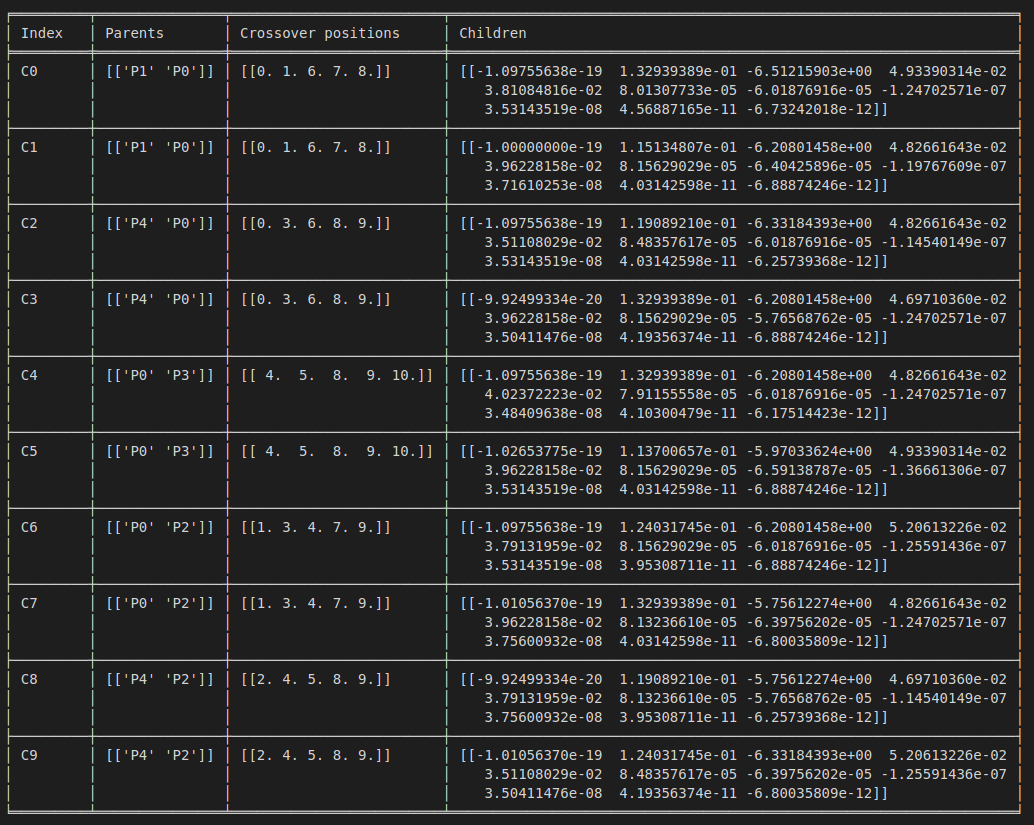 Index Parents Crossover positions Children
C0 [['P1' 'P0']] [[0. 1. 6. 7. 8.]] [[-1.09755638e-19 1.32939389e-01 -6.51215903e+00 4.93390314e-02
3.81084816e-02 8.01307733e-05 -6.01876916e-05 -1.24702571e-07
3.53143519e-08 4.56887165e-11 -6.73242018e-12]]
C1 [['P1' 'P0']] [[0. 1. 6. 7. 8.]] [[-1.00000000e-19 1.15134807e-01 -6.20801458e+00 4.82661643e-02
3.96228158e-02 8.15629029e-05 -6.40425896e-05 -1.19767609e-07
3.71610253e-08 4.03142598e-11 -6.88874246e-12]]
C2 [['P4' 'P0']] [[0. 3. 6. 8. 9.]] [[-1.09755638e-19 1.19089210e-01 -6.33184393e+00 4.82661643e-02
3.51108029e-02 8.48357617e-05 -6.01876916e-05 -1.14540149e-07
3.53143519e-08 4.03142598e-11 -6.25739368e-12]]
C3 [['P4' 'P0']] [[0. 3. 6. 8. 9.]] [[-9.92499334e-20 1.32939389e-01 -6.20801458e+00 4.69710360e-02
3.96228158e-02 8.15629029e-05 -5.76568762e-05 -1.24702571e-07
3.50411476e-08 4.19356374e-11 -6.88874246e-12]]
C4 [['P0' 'P3']] [[ 4. 5. 8. 9. 10.]] [[-1.09755638e-19 1.32939389e-01 -6.20801458e+00 4.82661643e-02
4.02372223e-02 7.91155558e-05 -6.01876916e-05 -1.24702571e-07
3.48409638e-08 4.10300479e-11 -6.17514423e-12]]
C5 [['P0' 'P3']] [[ 4. 5. 8. 9. 10.]] [[-1.02653775e-19 1.13700657e-01 -5.97033624e+00 4.93390314e-02
3.96228158e-02 8.15629029e-05 -6.59138787e-05 -1.36661306e-07
3.53143519e-08 4.03142598e-11 -6.88874246e-12]]
C6 [['P0' 'P2']] [[1. 3. 4. 7. 9.]] [[-1.09755638e-19 1.24031745e-01 -6.20801458e+00 5.20613226e-02
3.79131959e-02 8.15629029e-05 -6.01876916e-05 -1.25591436e-07
3.53143519e-08 3.95308711e-11 -6.88874246e-12]]
C7 [['P0' 'P2']] [[1. 3. 4. 7. 9.]] [[-1.01056370e-19 1.32939389e-01 -5.75612274e+00 4.82661643e-02
3.96228158e-02 8.13236610e-05 -6.39756202e-05 -1.24702571e-07
3.75600932e-08 4.03142598e-11 -6.80035809e-12]]
C8 [['P4' 'P2']] [[2. 4. 5. 8. 9.]] [[-9.92499334e-20 1.19089210e-01 -5.75612274e+00 4.69710360e-02
3.79131959e-02 8.13236610e-05 -5.76568762e-05 -1.14540149e-07
3.75600932e-08 3.95308711e-11 -6.25739368e-12]]
C9 [['P4' 'P2']] [[2. 4. 5. 8. 9.]] [[-1.01056370e-19 1.24031745e-01 -6.33184393e+00 5.20613226e-02
3.51108029e-02 8.48357617e-05 -6.39756202e-05 -1.25591436e-07
3.50411476e-08 4.19356374e-11 -6.80035809e-12]]